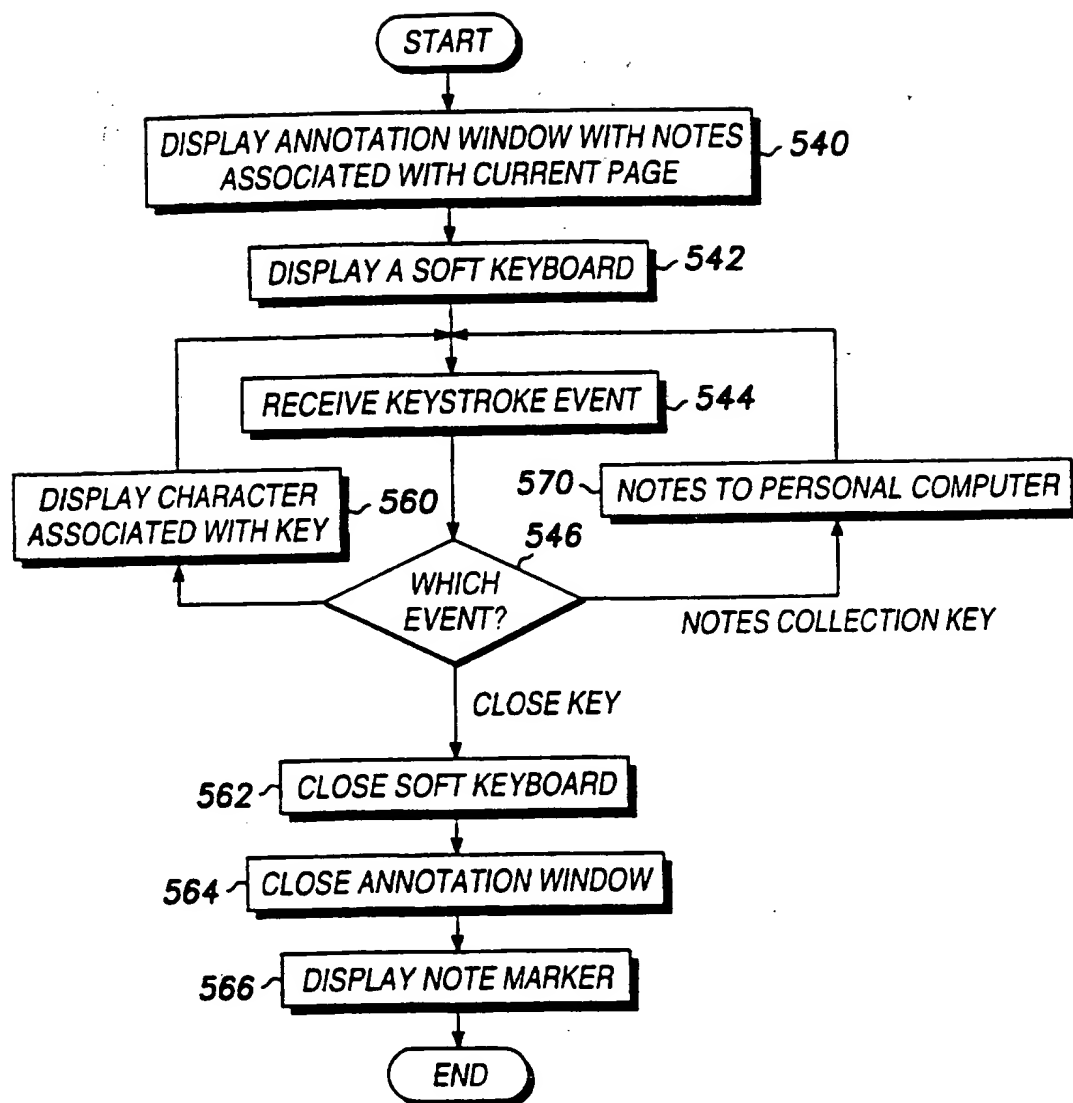 START
DISPLAY ANNOTATION WINDOW WITH NOTES
ASSOCIATED WITH CURRENT PAGE
540
DISPLAY A SOFT KEYBOARD
542
RECEIVE KEYSTROKE EVENT
544
DISPLAY CHARACTER
ASSOCIATED WITH KEY
560
570
NOTES TO PERSONAL COMPUTER
546
WHICH
EVENT?
NOTES COLLECTION KEY
CLOSE KEY
562
CLOSE SOFT KEYBOARD
564
CLOSE ANNOTATION WINDOW
566
DISPLAY NOTE MARKER
END